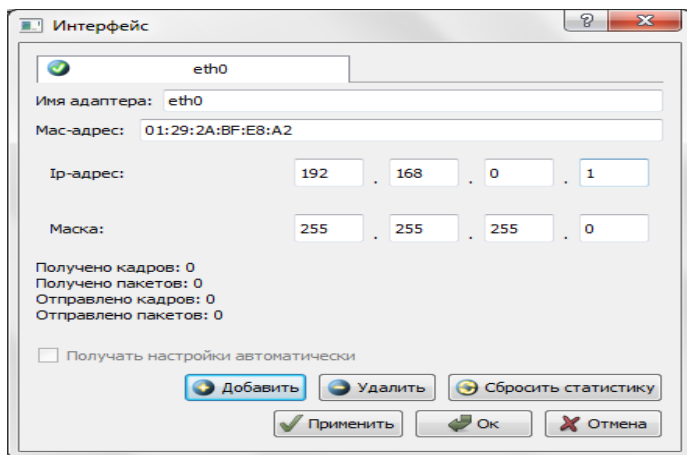 Интерфейс
eth0
Имя адаптера: eth0
Mac-адрес: 01:29:2A:BF:E8:A2
Ip-адрес: 192 . 168 . 0 . 1
Маска: 255 . 255 . 255 . 0
Получено кадров: 0
Получено пакетов: 0
Отправлено кадров: 0
Отправлено пакетов: 0
Получать настройки автоматически
Добавить Удалить Сбросить статистику
Применить Ок Отмена